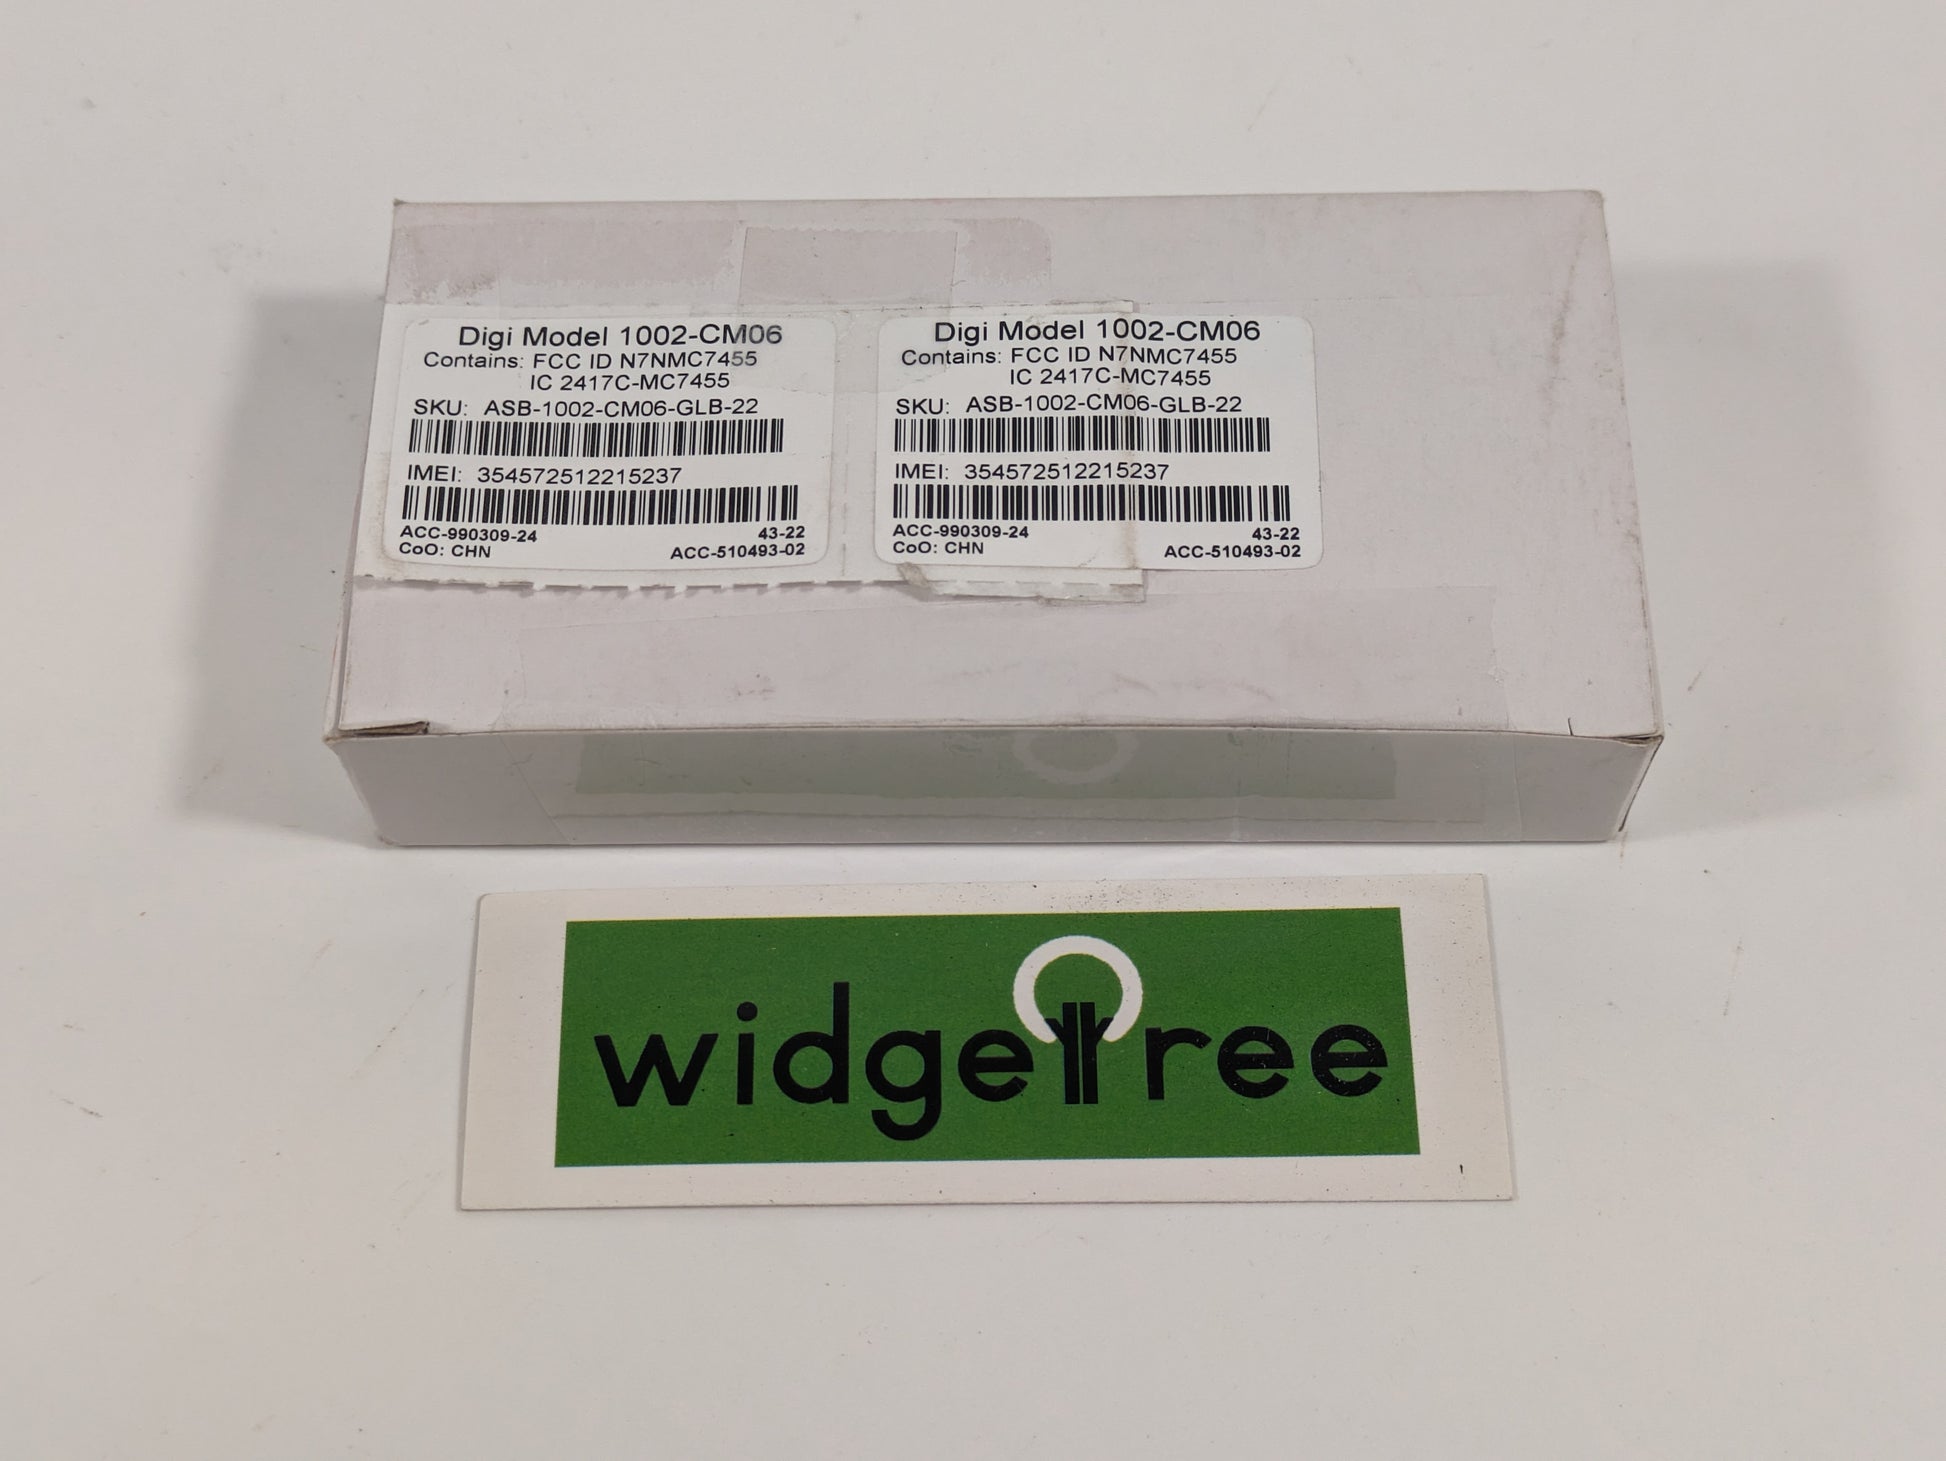 Digi Model 1002-CM06
Contains: FCC ID N7NMC7455
IC 2417C-MC7455
SKU: ASB-1002-CM06-GLB-22
IMEI: 354572512215237
ACC-990309-24 43-22
CoO: CHN ACC-510493-02
Digi Model 1002-CM06
Contains: FCC ID N7NMC7455
IC 2417C-MC7455
SKU: ASB-1002-CM06-GLB-22
IMEI: 354572512215237
ACC-990309-24 43-22
CoO: CHN ACC-510493-02
widgeTree